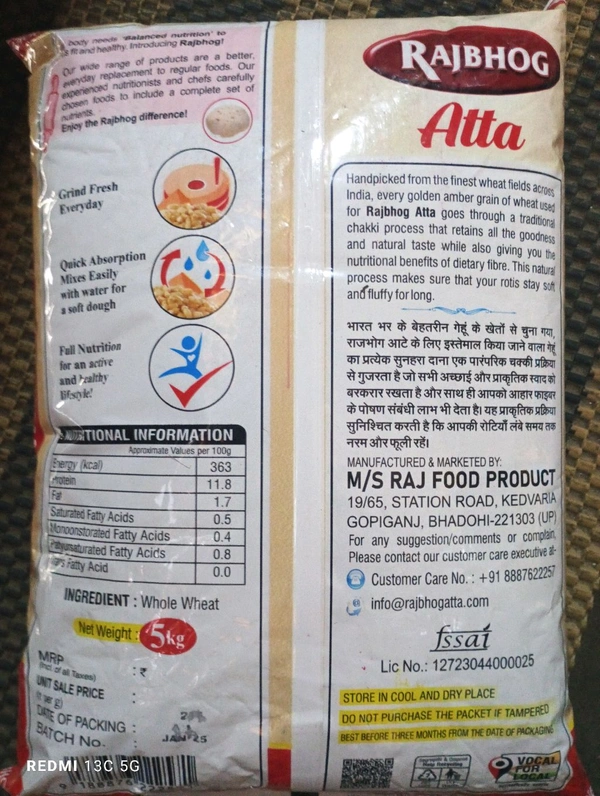 body needs 'Balanced nutrition' to
fit and healthy. Introducing Rajbhog!
Our wide range of products are a better,
everyday replacement to regular foods. Our
experienced nutritionists and chefs carefully
chosen foods to include a complete set of
nutrients.
Enjoy the Rajbhog difference!
Grind Fresh
Everyday
Quick Absorption
Mixes Easily
with water for
a soft dough
Full Nutrition
for an active
and healthy
lifestyle!
NUTRITIONAL INFORMATION
Approximate Values per 100g
Energy (kcal) 363
Protein 11.8
Fat 1.7
Saturated Fatty Acids 0.5
Monoonstorated Fatty Acids 0.4
Polyunsaturated Fatty Acids 0.8
Fatty Acid 0.0
INGREDIENT : Whole Wheat
Net Weight : 5kg
MRP : ₹
(Incl. of all Taxes)
UNIT SALE PRICE :
DATE OF PACKING :
BATCH No. : JAN 25
RAJBHOG
Atta
Handpicked from the finest wheat fields across
India, every golden amber grain of wheat used
for Rajbhog Atta goes through a traditional
chakki process that retains all the goodness
and natural taste while also giving you the
nutritional benefits of dietary fibre. This natural
process makes sure that your rotis stay soft
and fluffy for long.
भारत भर के बेहतरीन गेहूं के खेतों से चुना गया,
राजभोग आटे के लिए इस्तेमाल किया जाने वाला गेहूं
का प्रत्येक सुनहरा दाना एक पारंपरिक चक्की प्रक्रिया
से गुजरता है जो सभी अच्छाई और प्राकृतिक स्वाद को
बरकरार रखता है और साथ ही आपको आहार फाइबर
के पोषण संबंधी लाभ भी देता है। यह प्राकृतिक प्रक्रिया
सुनिश्चित करती है कि आपकी रोटियाँ लंबे समय तक
नरम और फूली रहें।
MANUFACTURED & MARKETED BY:
M/S RAJ FOOD PRODUCT
19/65, STATION ROAD, KEDVARIA
GOPIGANJ, BHADOHI-221303 (UP)
For any suggestion/comments or complain,
Please contact our customer care executive at-
Customer Care No. : +91 8887622257
info@rajbhogatta.com
fssai
Lic No.: 12723044000025
STORE IN COOL AND DRY PLACE
DO NOT PURCHASE THE PACKET IF TAMPERED
BEST BEFORE THREE MONTHS FROM THE DATE OF PACKAGING
VOCAL
FOR
LOCAL
REDMI 13C 5G